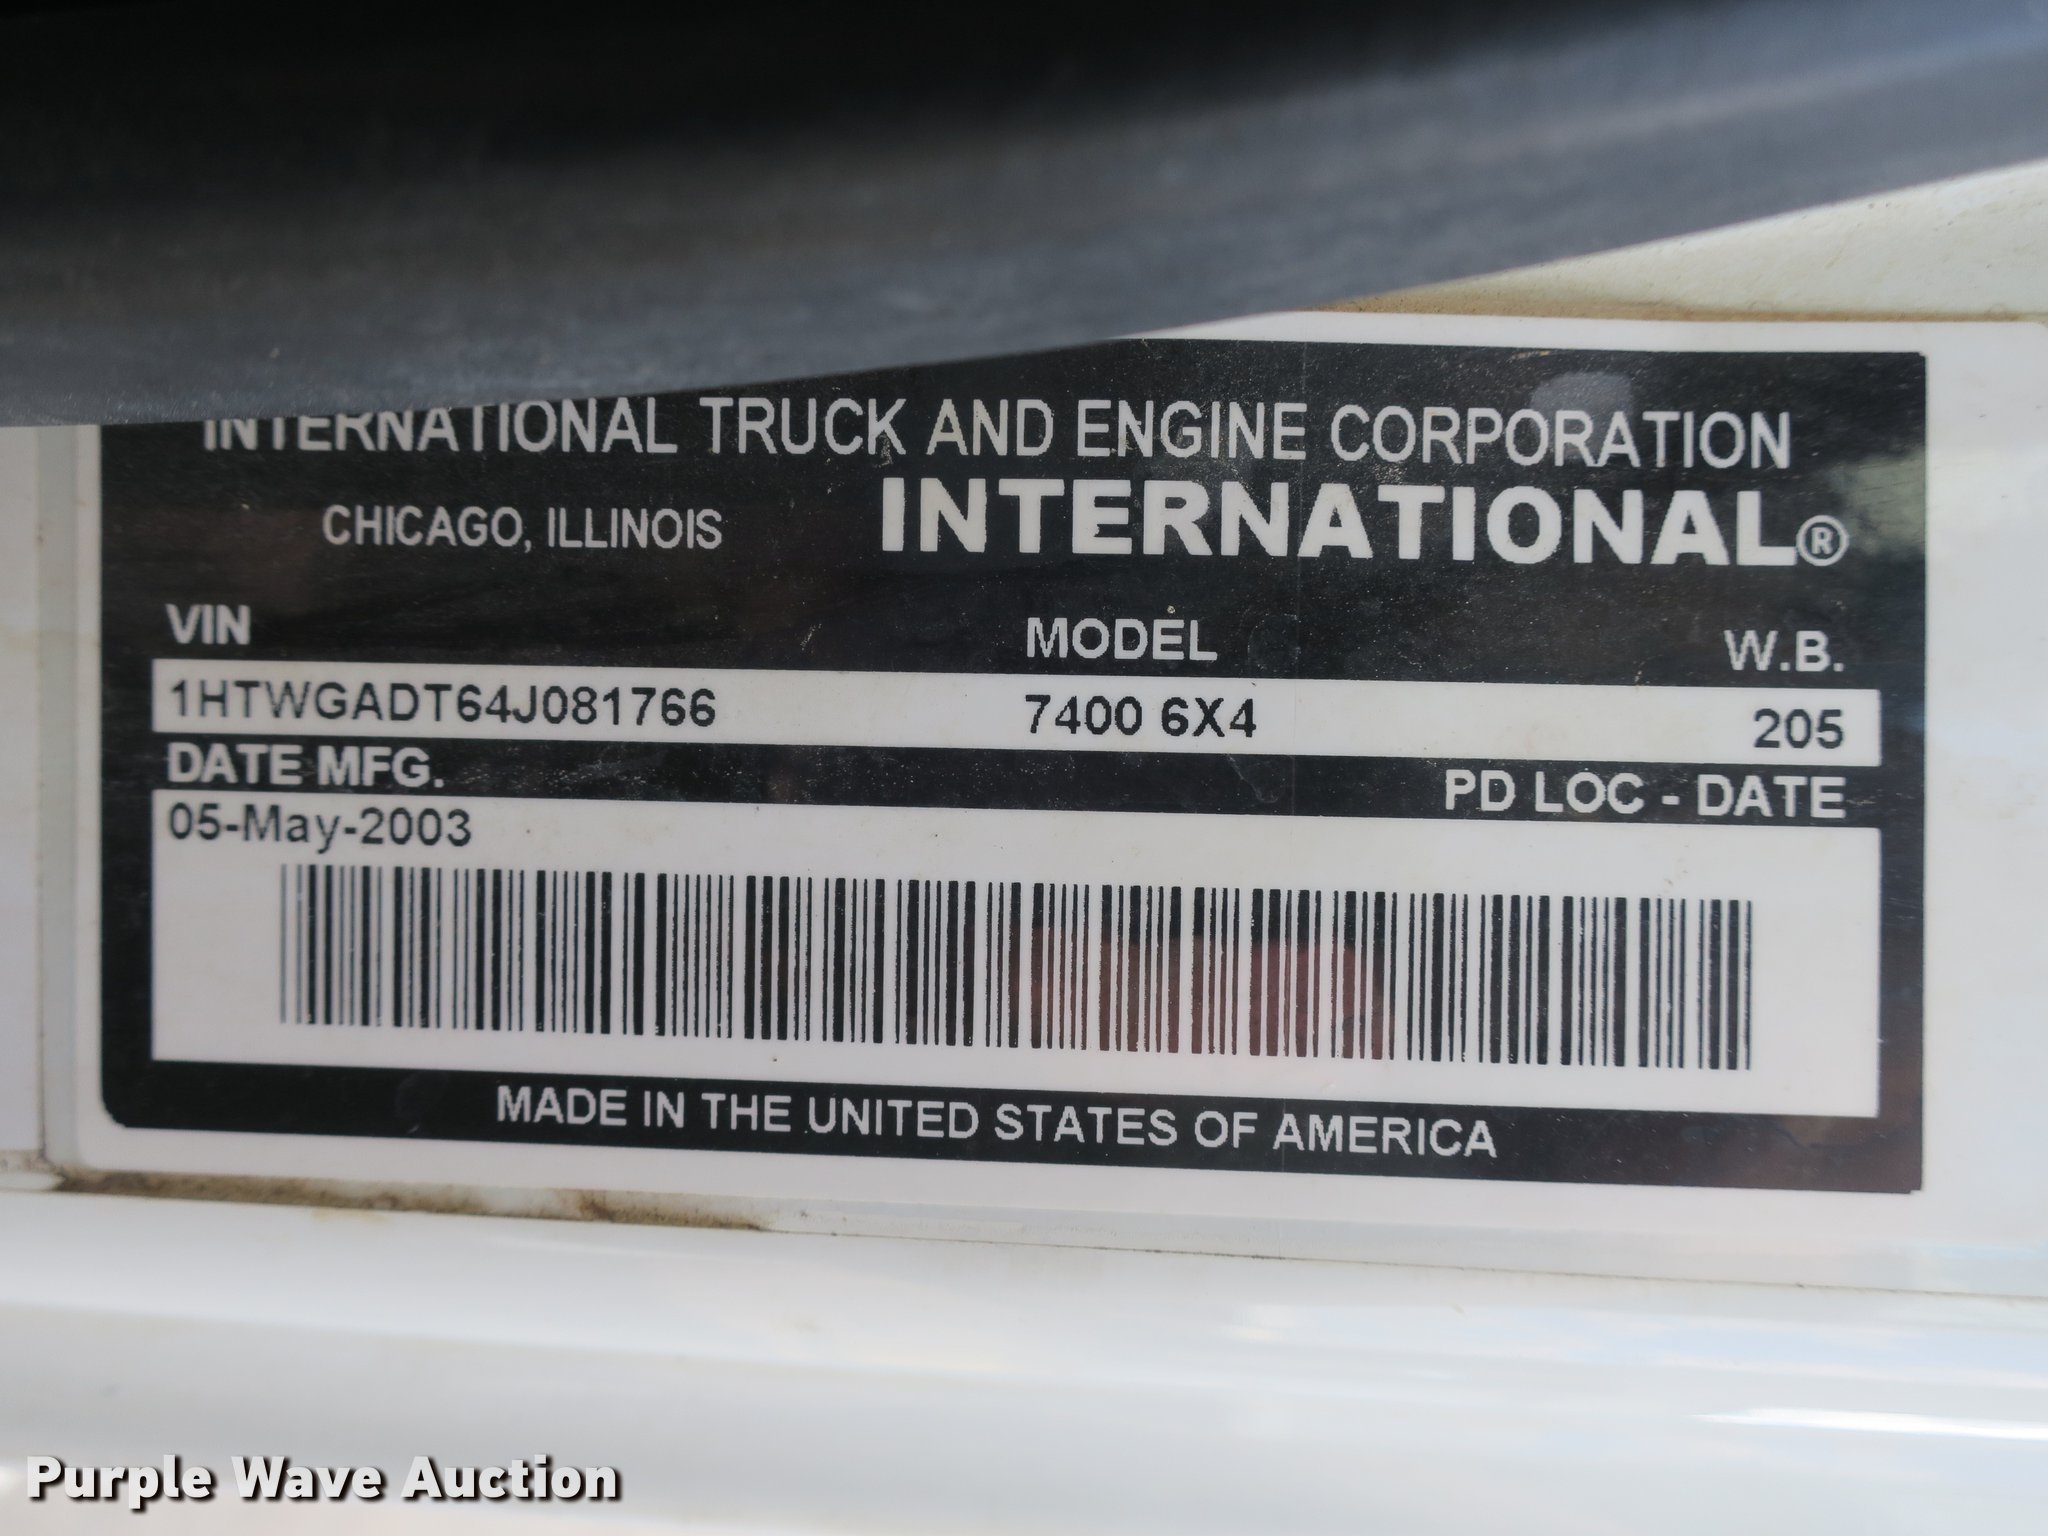 INTERNATIONAL TRUCK AND ENGINE CORPORATION
CHICAGO, ILLINOIS INTERNATIONAL®
VIN MODEL W.B.
1HTWGADT64J081766 7400 6X4 205
DATE MFG. PD LOC - DATE
05-May-2003
MADE IN THE UNITED STATES OF AMERICA
Purple Wave Auction